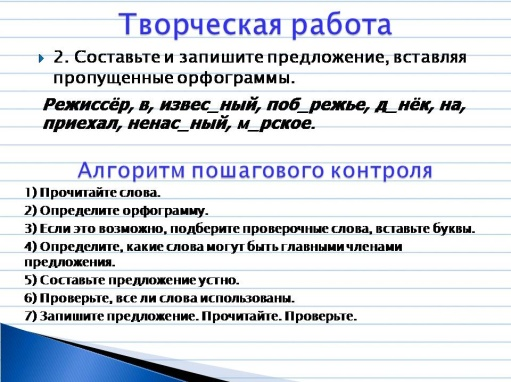 Творческая работа
2. Составьте и запишите предложение, вставляя
пропущенные орфограммы.
Режиссёр, в, извес_ный, поб_режье, д_нёк, на,
приехал, ненас_ный, м_рское.
Алгоритм пошагового контроля
1) Прочитайте слова.
2) Определите орфограмму.
3) Если это возможно, подберите проверочные слова, вставьте буквы.
4) Определите, какие слова могут быть главными членами
предложения.
5) Составьте предложение устно.
6) Проверьте, все ли слова использованы.
7) Запишите предложение. Прочитайте. Проверьте.